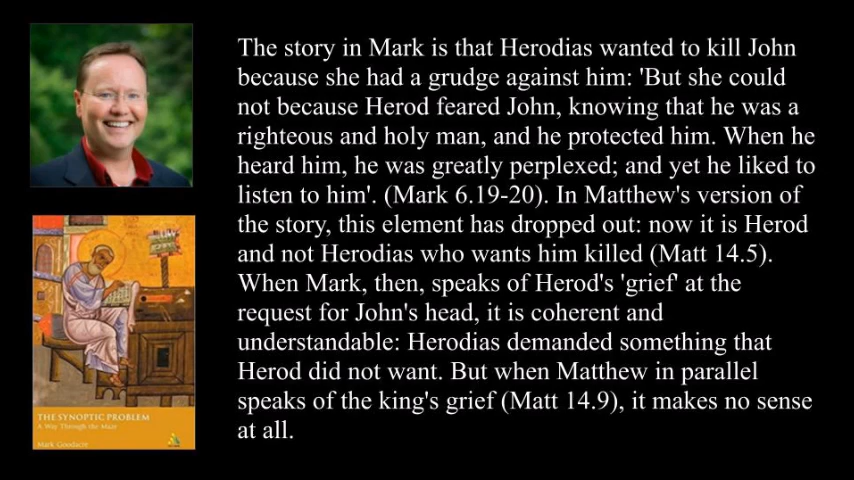 The story in Mark is that Herodias wanted to kill John
because she had a grudge against him: 'But she could
not because Herod feared John, knowing that he was a
righteous and holy man, and he protected him. When he
heard him, he was greatly perplexed; and yet he liked to
listen to him'. (Mark 6.19-20). In Matthew's version of
the story, this element has dropped out: now it is Herod
and not Herodias who wants him killed (Matt 14.5).
When Mark, then, speaks of Herod's 'grief' at the
request for John's head, it is coherent and
understandable: Herodias demanded something that
Herod did not want. But when Matthew in parallel
speaks of the king's grief (Matt 14.9), it makes no sense
at all.
THE SYNOPTIC PROBLEM
A Way Through the Maze
Mark Goodacre